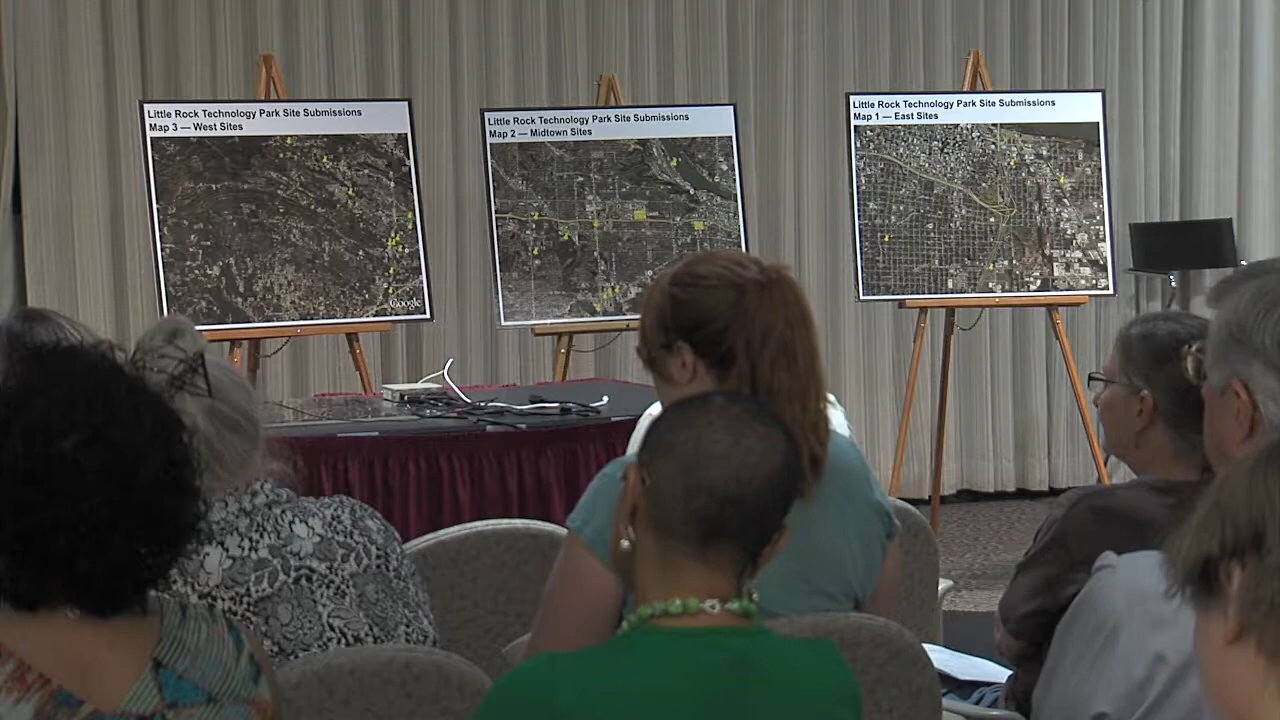 Little Rock Technology Park Site Submissions
Map 3 — West Sites
Google
Little Rock Technology Park Site Submissions
Map 2 — Midtown Sites
Little Rock Technology Park Site Submissions
Map 1 — East Sites